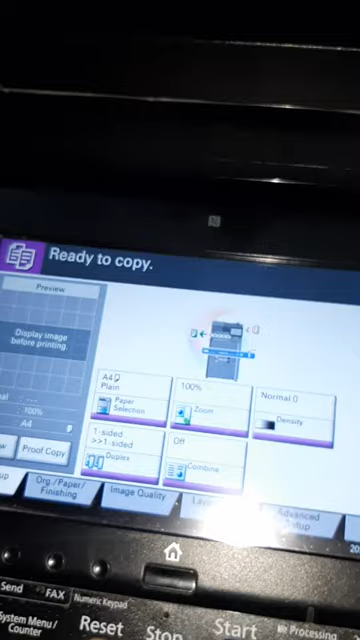 Ready to copy.
Preview
Display image
before printing.
100%
A4
Proof Copy
A4
Plain
Paper
Selection
100%
Zoom
Normal 0
Density
1-sided
>>1-sided
Duplex
Off
Combine
Org./Paper/
Finishing
Image Quality
Advanced
Setup
Send
FAX
Numeric Keypad
System Menu/
Counter
Reset
Stop
Start
Processing